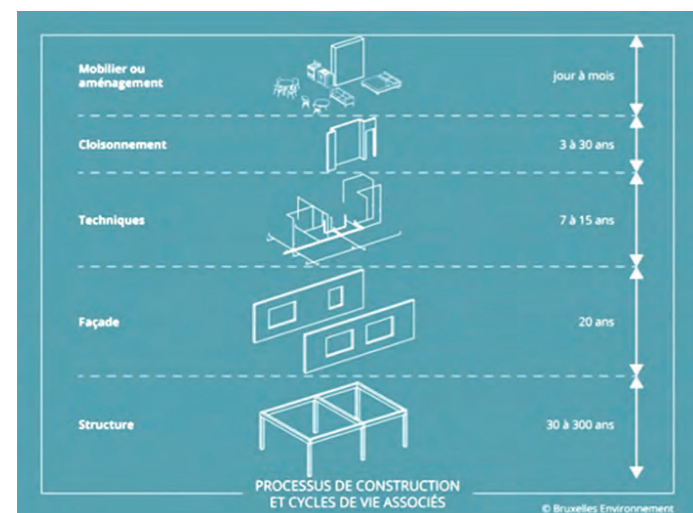 Mobilier ou
aménagement
jour à mois
Cloisonnement
3 à 30 ans
Techniques
7 à 15 ans
Façade
20 ans
Structure
30 à 300 ans
PROCESSUS DE CONSTRUCTION
ET CYCLES DE VIE ASSOCIÉS
© Bruxelles Environnement